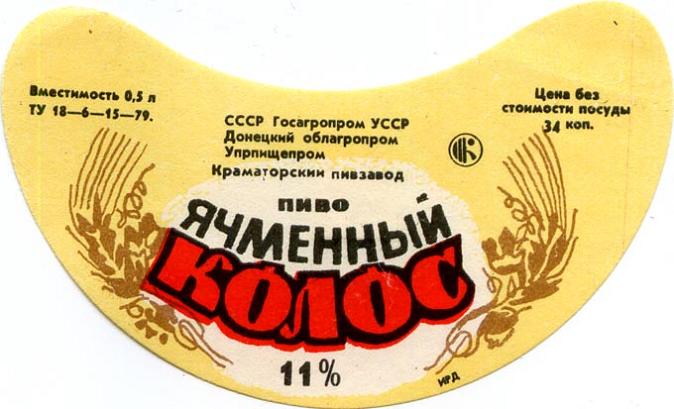 Вместимость 0,5 л
ТУ 18—6—15—79.
СССР Госагропром УССР
Донецкий облагропром
Упрпищепром
Краматорский пивзавод
Цена без
стоимости посуды
34 коп.
ПИВО
ЯЧМЕННЫЙ
КОЛОС
11%
ИРД